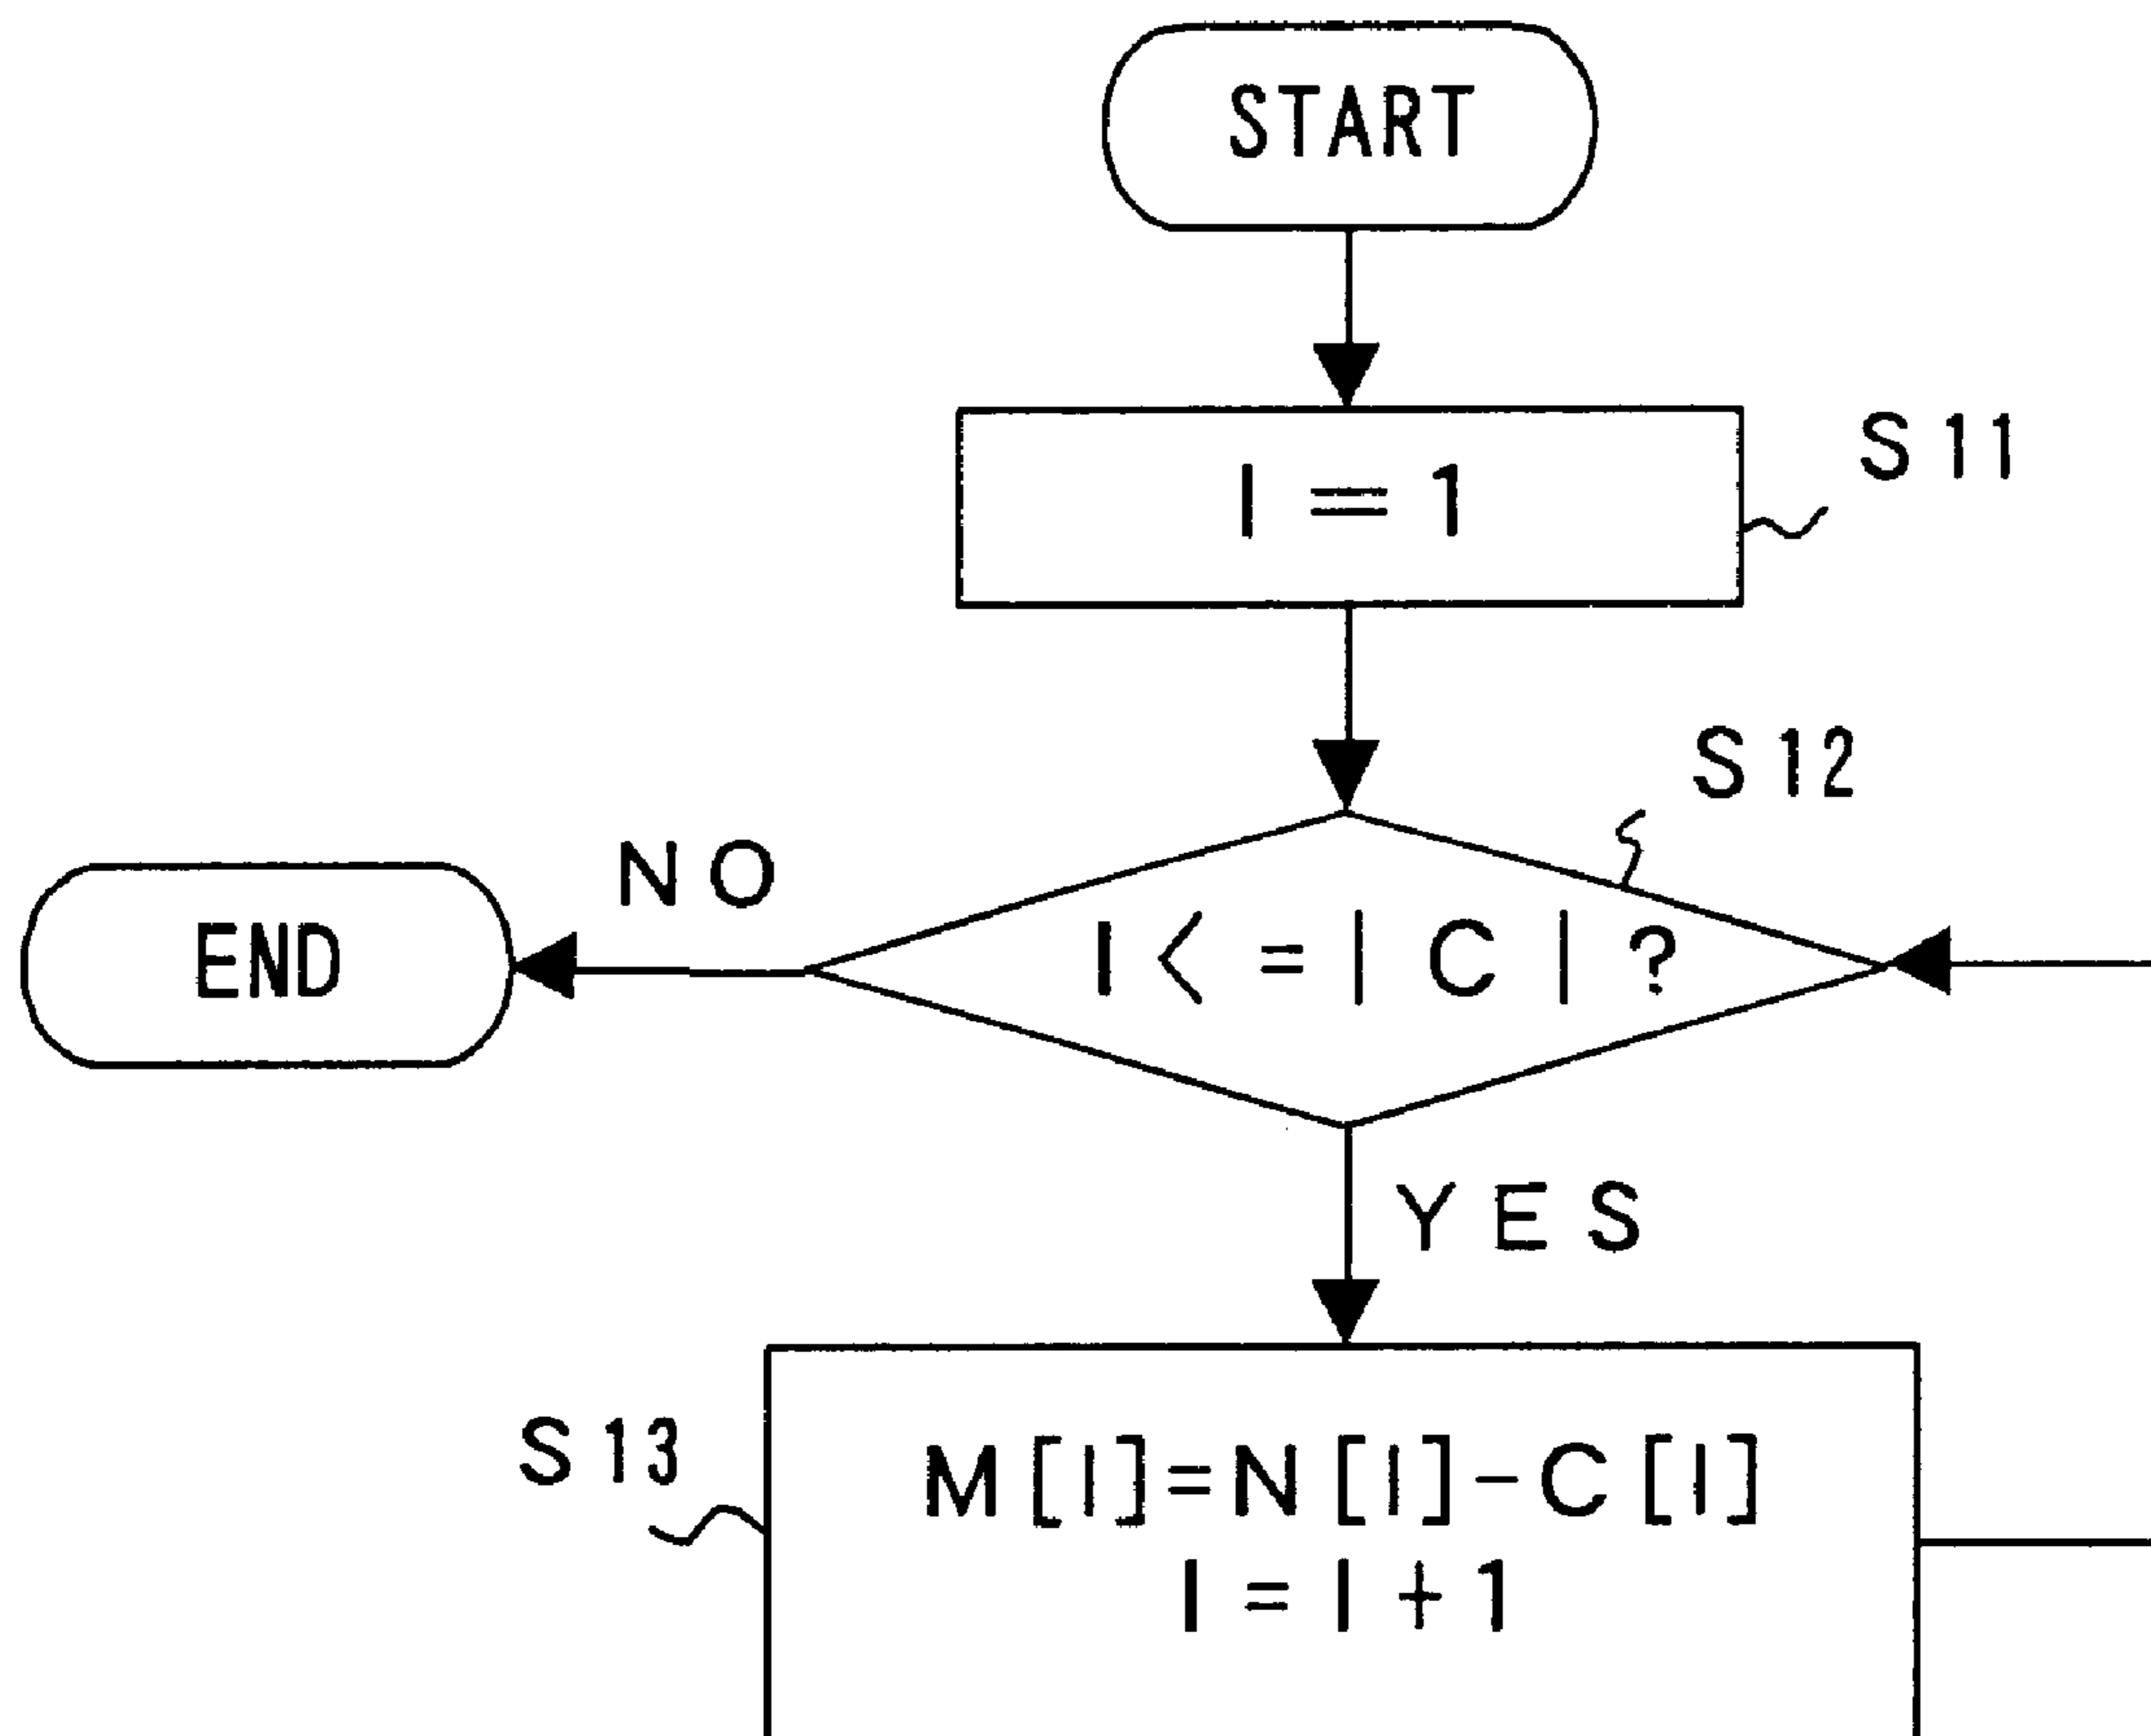 START
I = 1
S11
S12
NO
END
I < = | C | ?
YES
S13
M[I]=N[I]-C[I]
I = I + 1